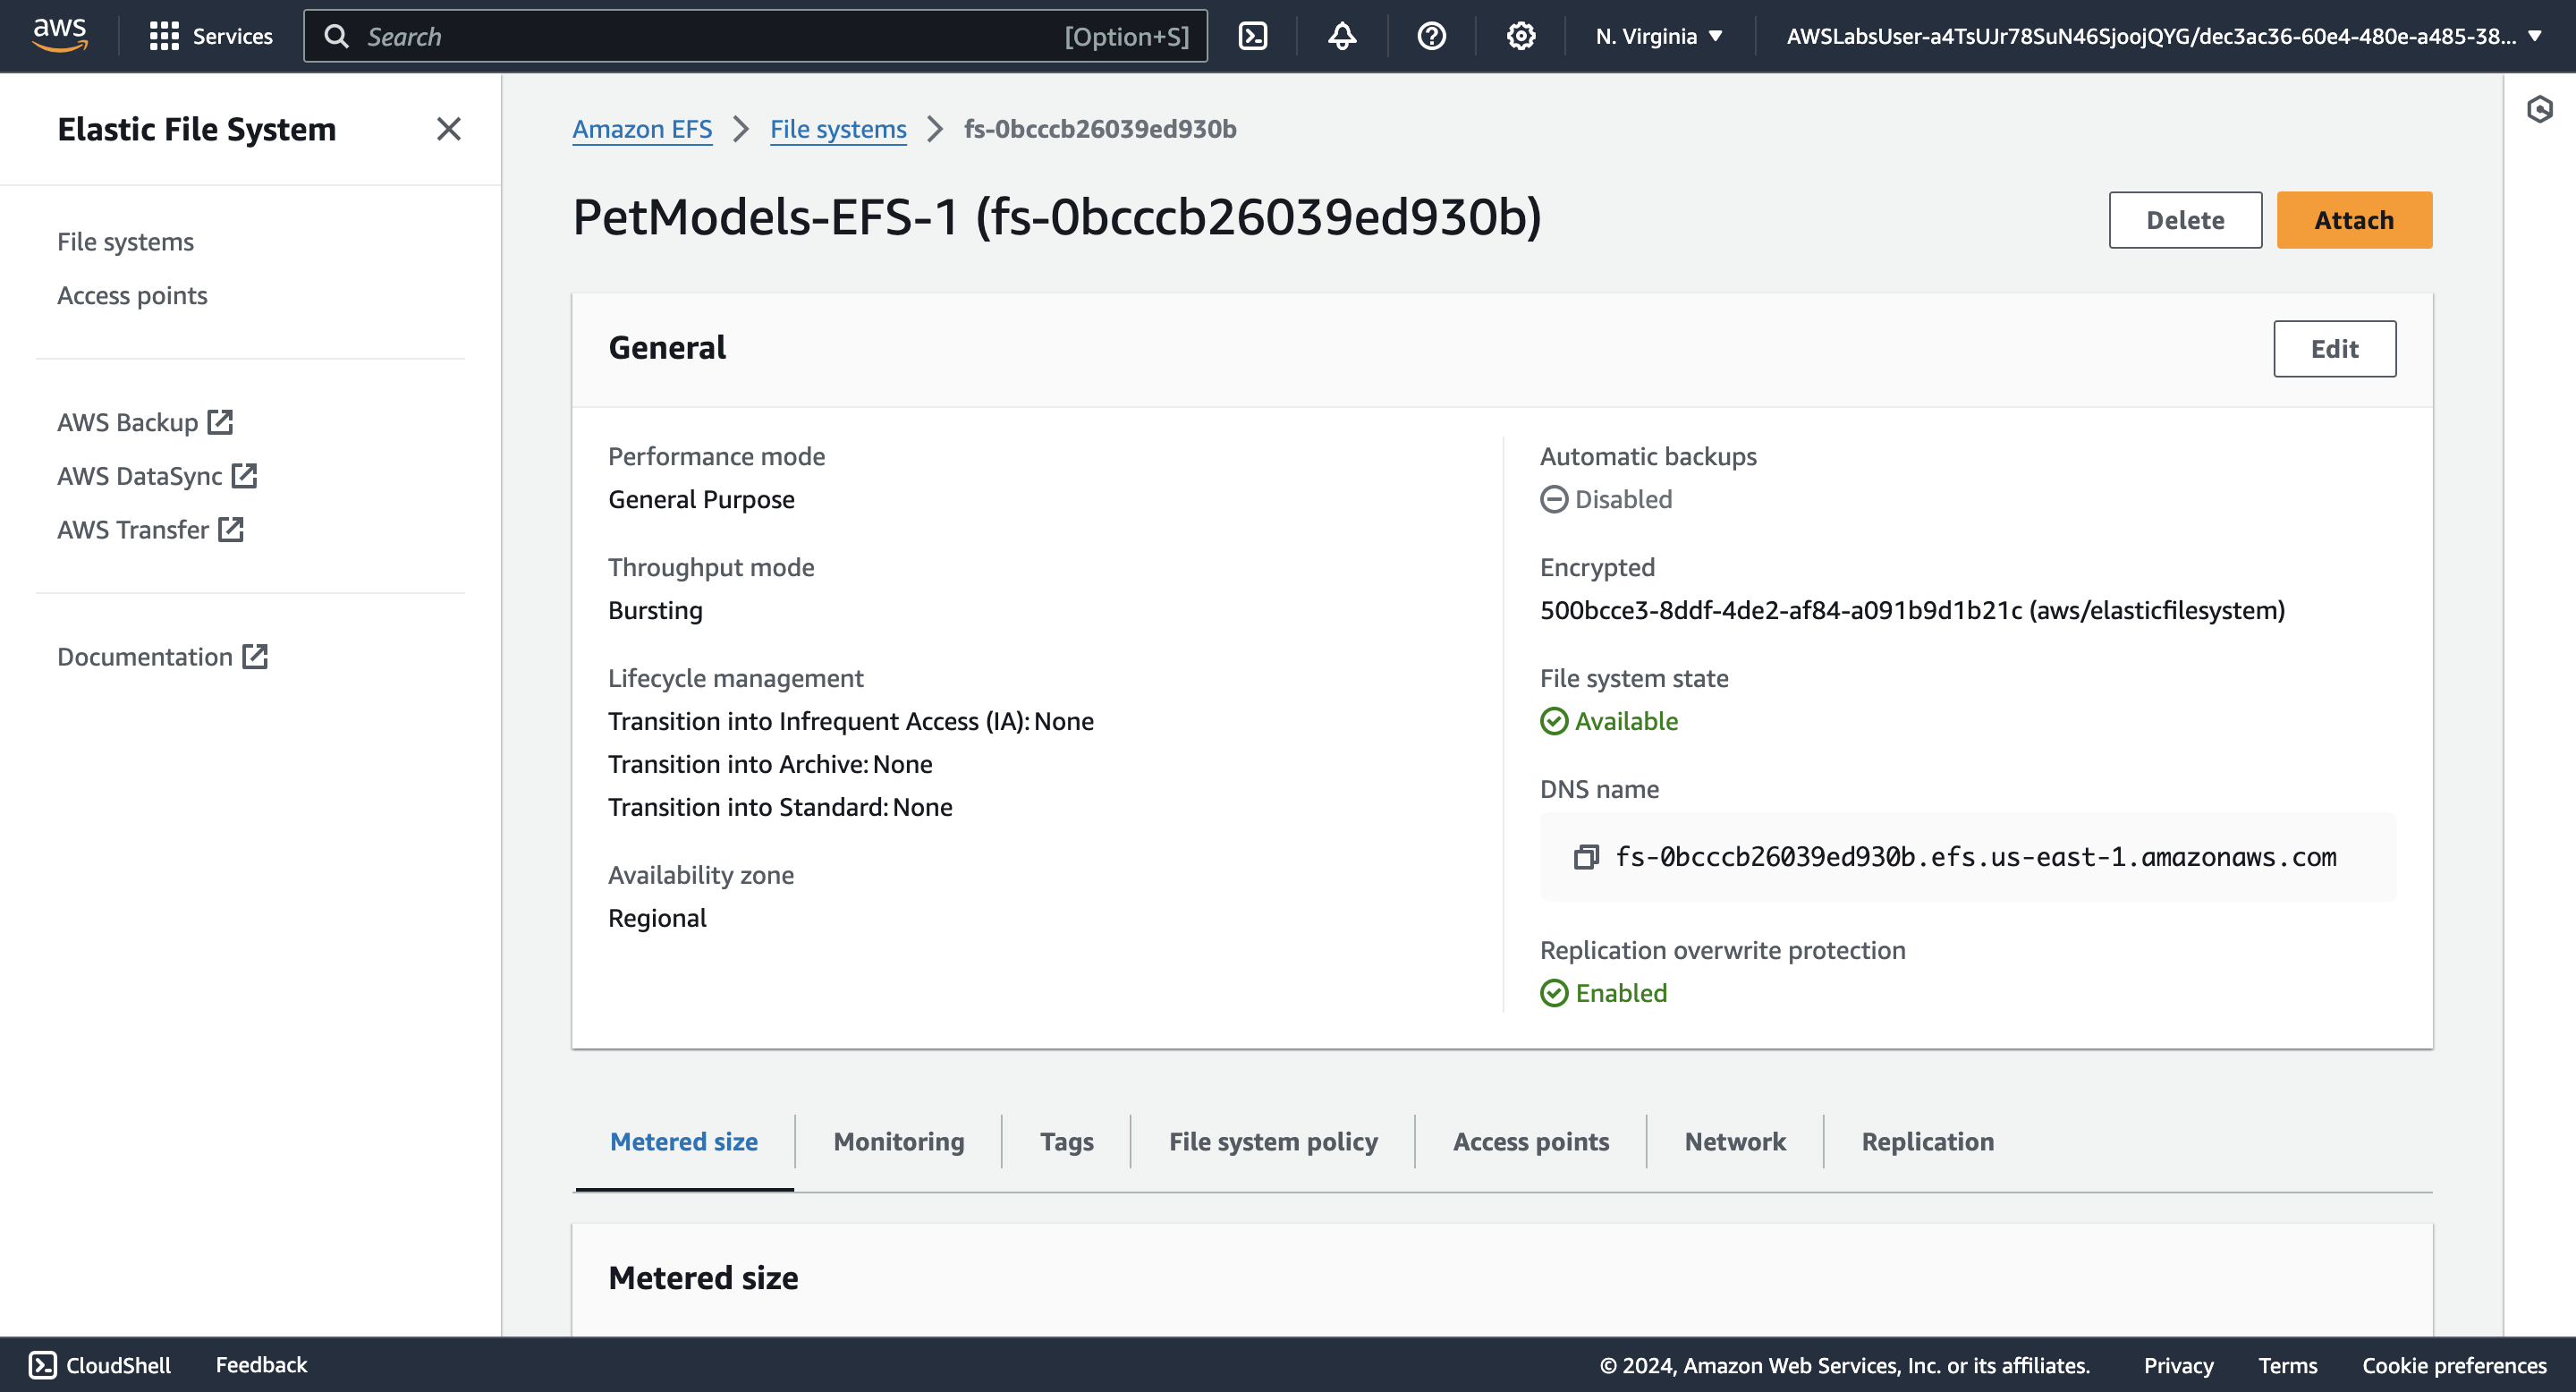 aws
Services
Search
[Option+S]
N. Virginia
AWSLabsUser-a4TsUJr78SuN46SjoojQYG/dec3ac36-60e4-480e-a485-38...
Elastic File System
File systems
Access points
AWS Backup
AWS DataSync
AWS Transfer
Documentation
Amazon EFS
File systems
fs-0bcccb26039ed930b
PetModels-EFS-1 (fs-0bcccb26039ed930b)
Delete
Attach
General
Edit
Performance mode
General Purpose
Throughput mode
Bursting
Lifecycle management
Transition into Infrequent Access (IA): None
Transition into Archive: None
Transition into Standard: None
Availability zone
Regional
Automatic backups
Disabled
Encrypted
500bcce3-8ddf-4de2-af84-a091b9d1b21c (aws/elasticfilesystem)
File system state
Available
DNS name
fs-0bcccb26039ed930b.efs.us-east-1.amazonaws.com
Replication overwrite protection
Enabled
Metered size
Monitoring
Tags
File system policy
Access points
Network
Replication
Metered size
CloudShell
Feedback
© 2024, Amazon Web Services, Inc. or its affiliates.
Privacy
Terms
Cookie preferences